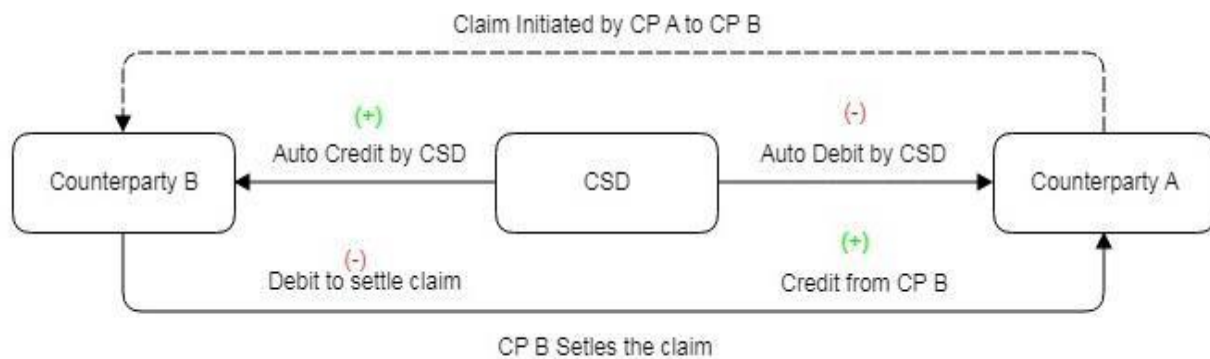 Claim Initiated by CP A to CP B
(+)
(-)
Auto Credit by CSD
Auto Debit by CSD
Counterparty B
CSD
Counterparty A
(-)
(+)
Debit to settle claim
Credit from CP B
CP B Setles the claim